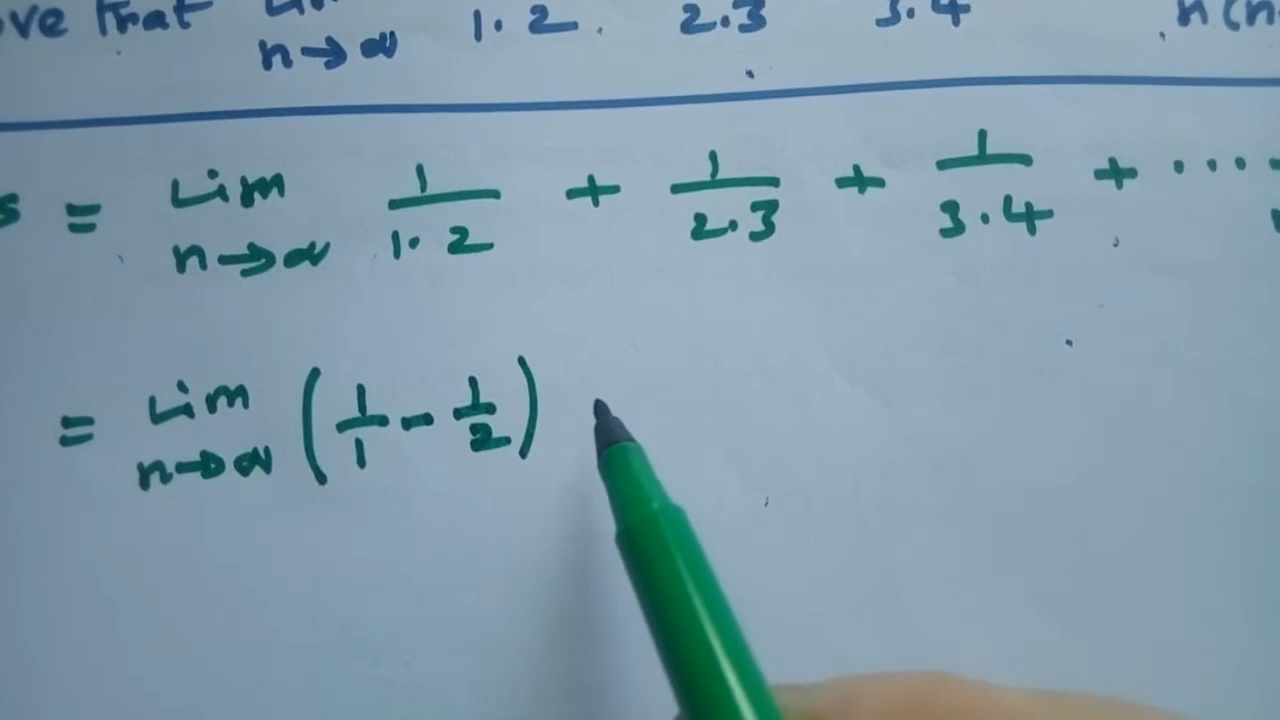 ove that Lim 1.2 2.3 3.4 n(n
n→∞
s = Lim 1/1.2 + 1/2.3 + 1/3.4 + ....
n→∞
= Lim (1/1 - 1/2)
n→∞